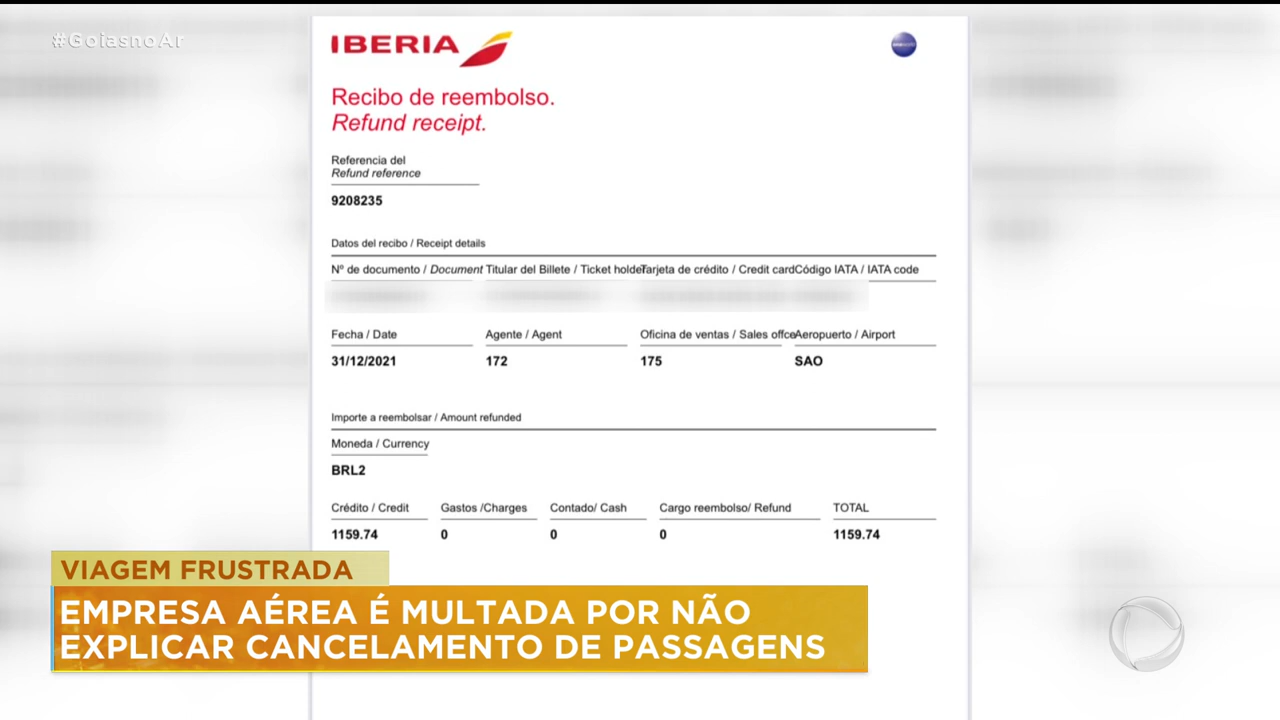 #GoiasnoAr
IBERIA
Recibo de reembolso.
Refund receipt.
Referencia del
Refund reference
9208235
Datos del recibo / Receipt details
Nº de documento / Document Titular del Billete / Ticket holder Tarjeta de crédito / Credit card Código IATA / IATA code
Fecha / Date Agente / Agent Oficina de ventas / Sales offce Aeropuerto / Airport
31/12/2021 172 175 SAO
Importe a reembolsar / Amount refunded
Moneda / Currency
BRL2
Crédito / Credit Gastos /Charges Contado/ Cash Cargo reembolso/ Refund TOTAL
1159.74 0 0 0 1159.74
VIAGEM FRUSTRADA
EMPRESA AÉREA É MULTADA POR NÃO
EXPLICAR CANCELAMENTO DE PASSAGENS